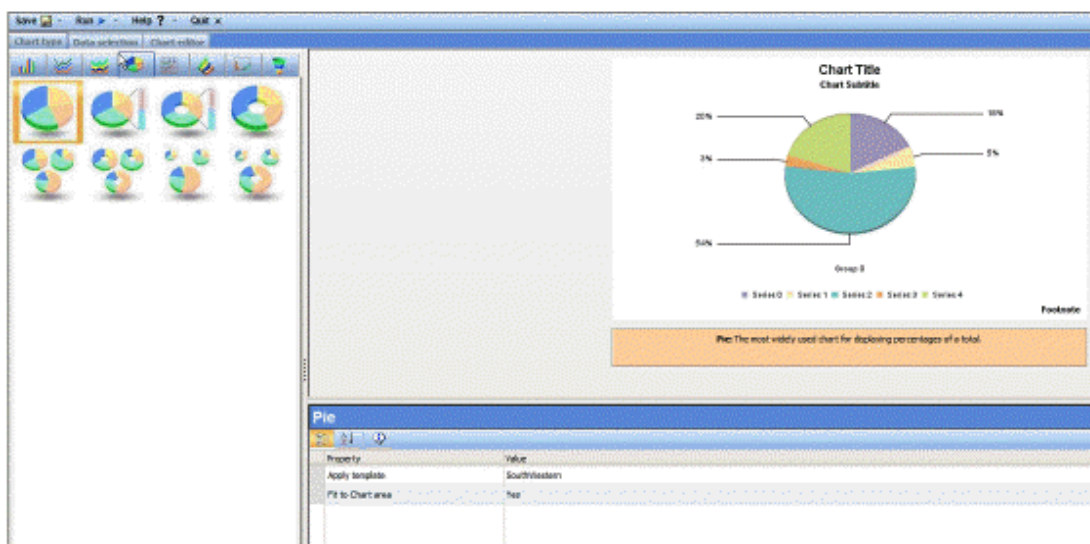 Save Run Help ? Quit x
Chart type Data selection Chart editor
Chart Title
Chart Subtitle
20%
18%
3%
5%
54%
Group 0
Series 0 Series 1 Series 2 Series 3 Series 4
Footnote
Pie: The most widely used chart for displaying percentages of a total.
Pie
Property Value
Apply template SouthWestern
Fit to Chart area Yes